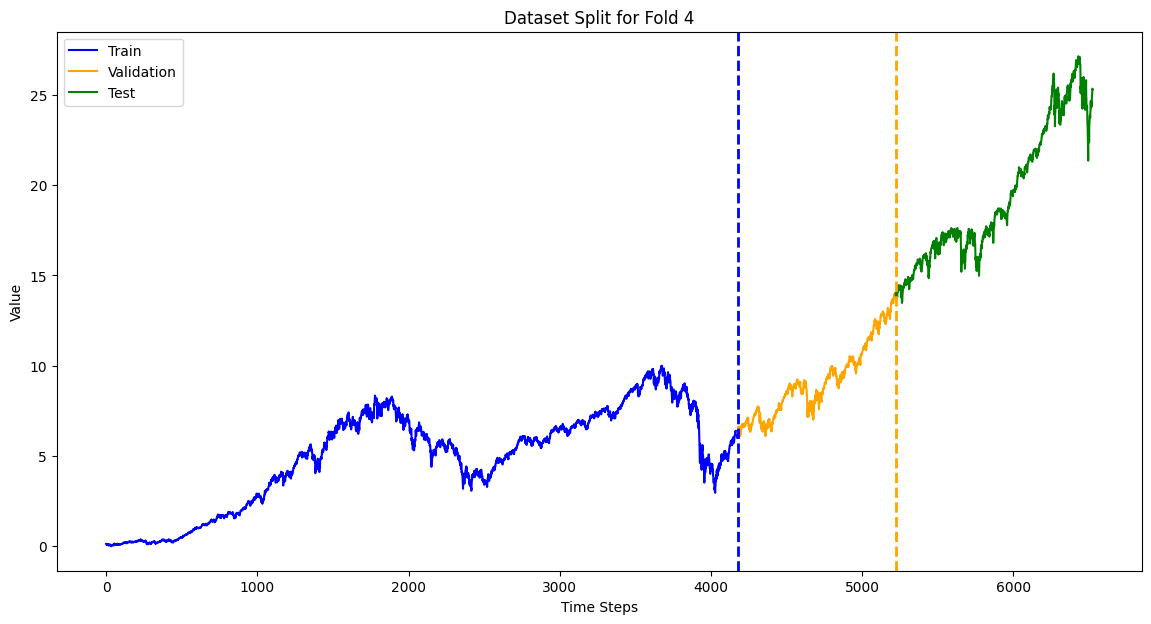 Dataset Split for Fold 4
Train
Validation
Test
Value
25
20
15
10
5
0
0 1000 2000 3000 4000 5000 6000
Time Steps